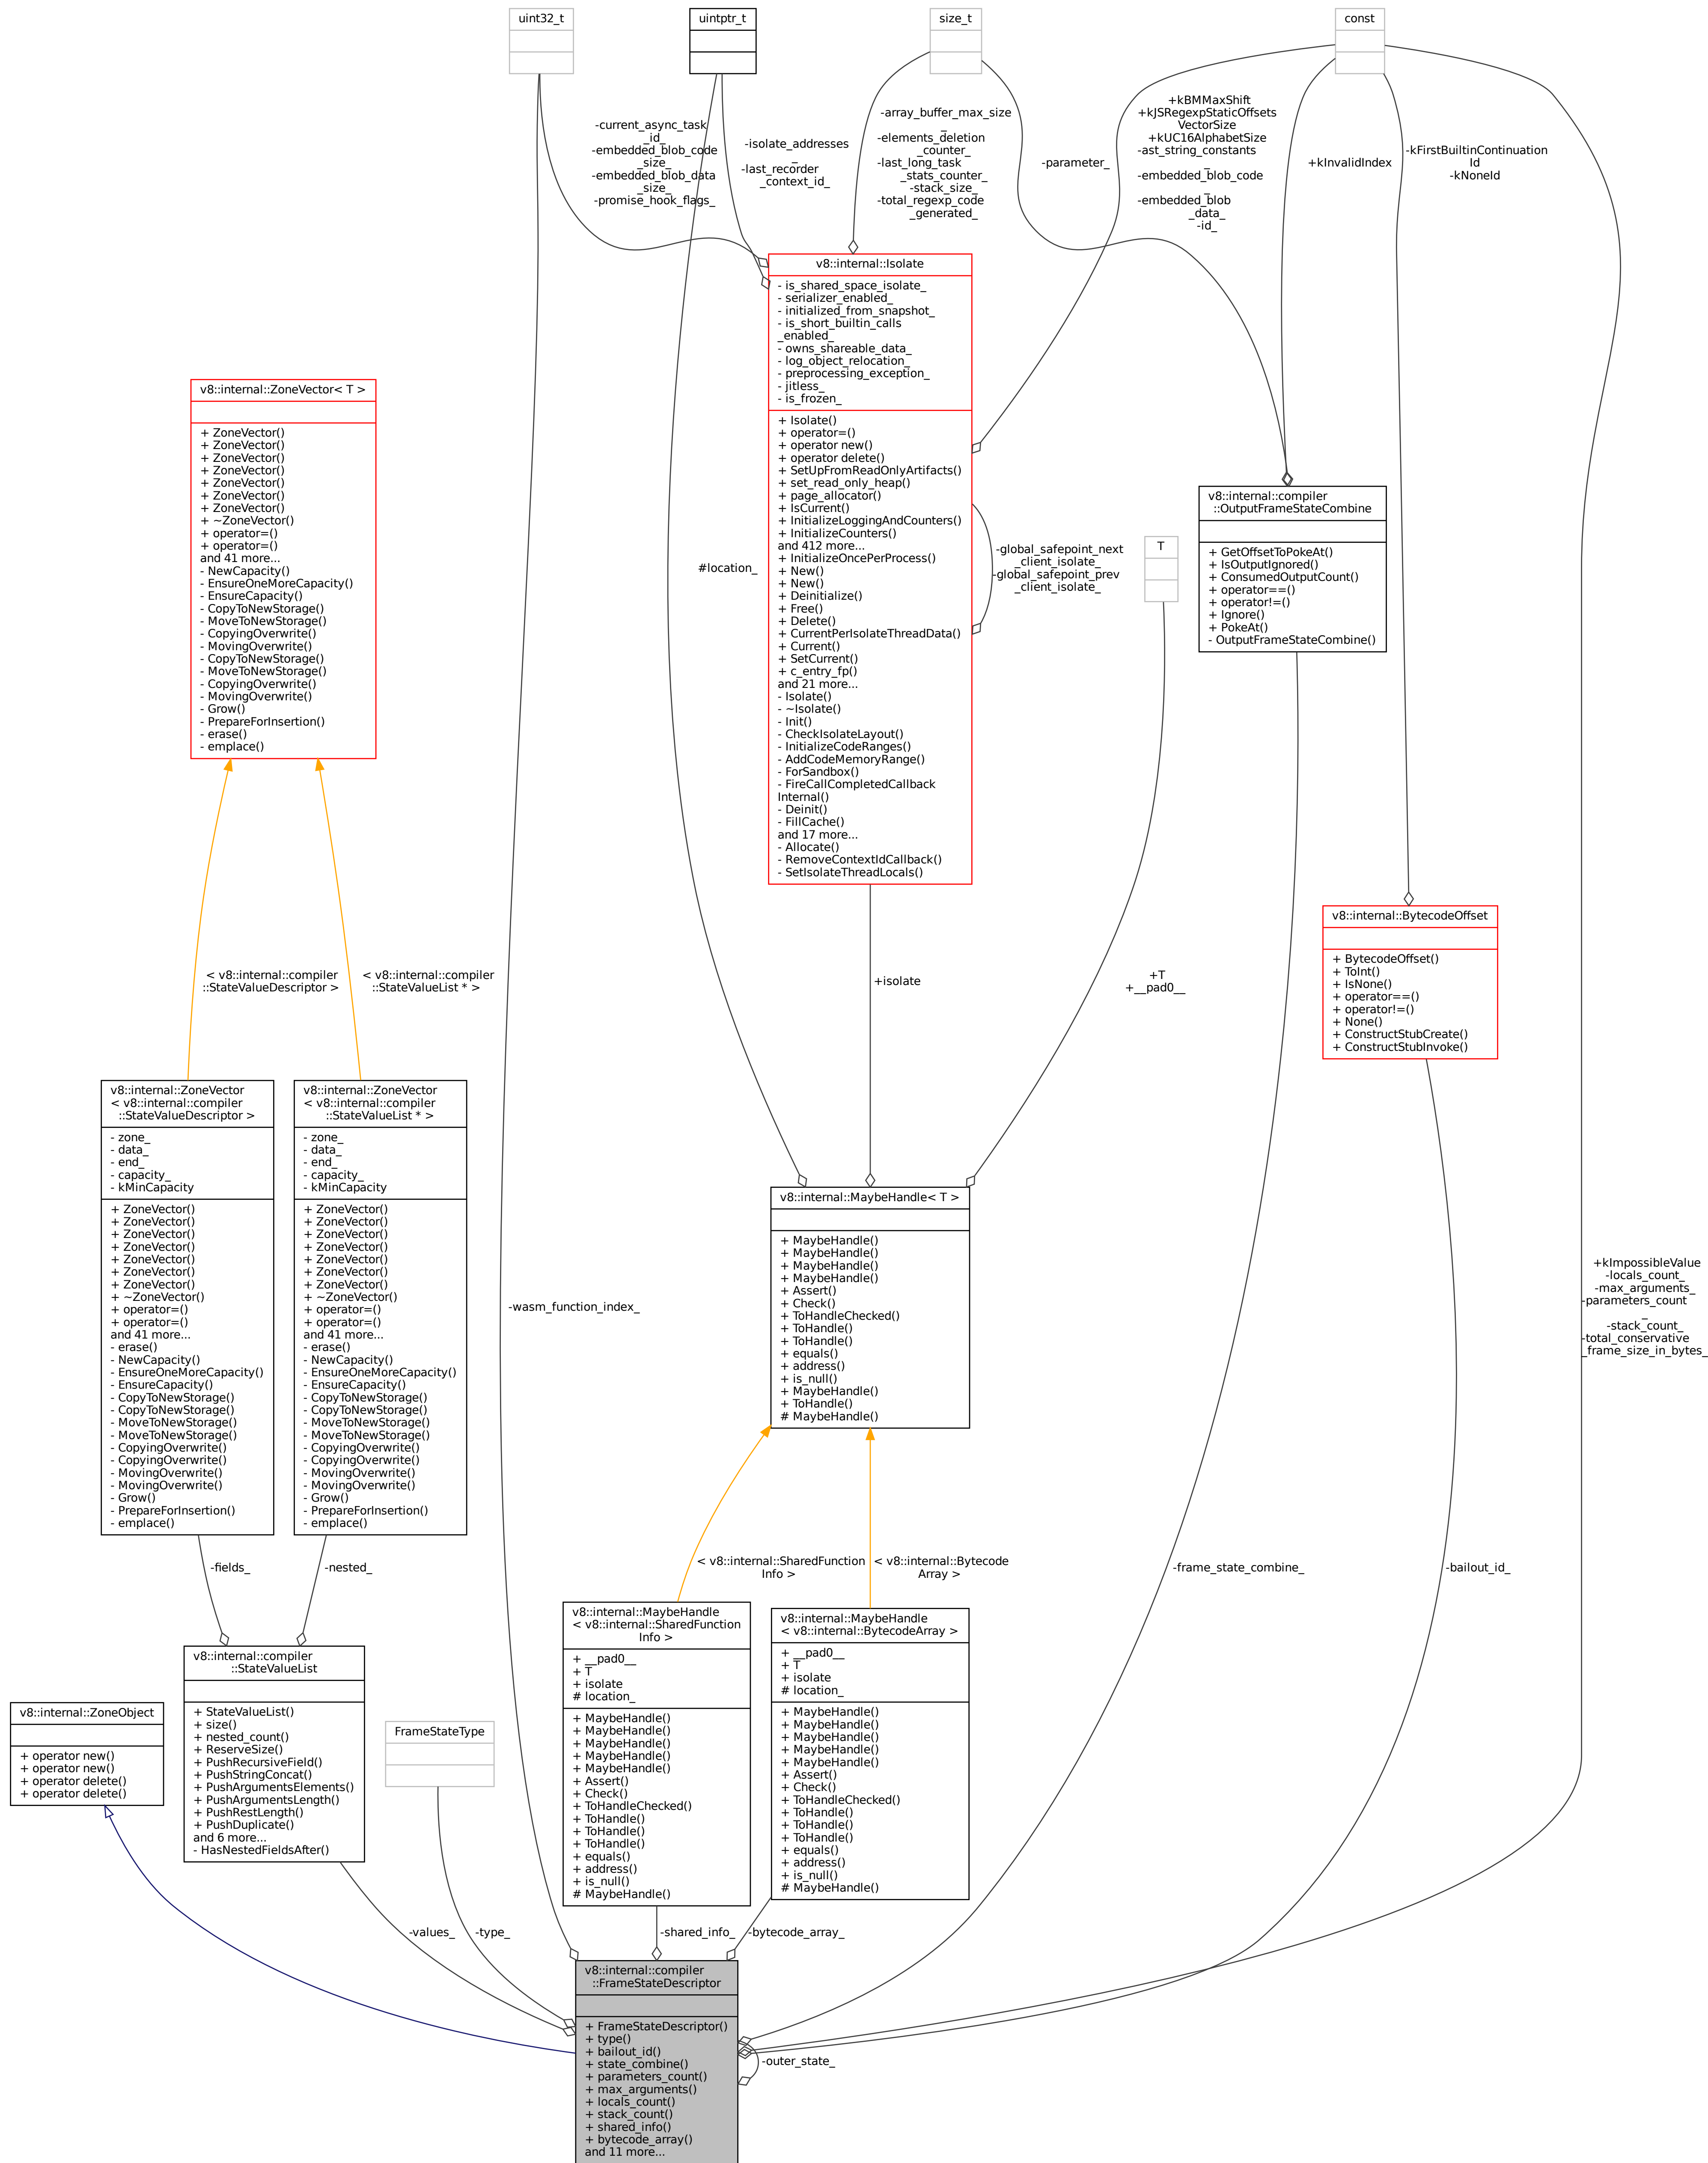 uint32_t
uintptr_t
size_t
const
-current_async_task
_id_
-embedded_blob_code
_size_
-embedded_blob_data
_size_
-promise_hook_flags_
-isolate_addresses
_
-last_recorder
_context_id_
-array_buffer_max_size
_
-elements_deletion
_counter_
-last_long_task
_stats_counter_
-stack_size_
-total_regexp_code
_generated_
-parameter_
+kBMMaxShift
+kJSRegexpStaticOffsets
VectorSize
+kUC16AlphabetSize
-ast_string_constants
_
-embedded_blob_code
_
-embedded_blob
_data_
-id_
+kInvalidIndex
-kFirstBuiltinContinuation
Id
-kNoneId
v8::internal::Isolate
- is_shared_space_isolate_
- serializer_enabled_
- initialized_from_snapshot_
- is_short_builtin_calls
_enabled_
- owns_shareable_data_
- log_object_relocation_
- preprocessing_exception_
- jitless_
- is_frozen_
+ Isolate()
+ operator=()
+ operator new()
+ operator delete()
+ SetUpFromReadOnlyArtifacts()
+ set_read_only_heap()
+ page_allocator()
+ IsCurrent()
+ InitializeLoggingAndCounters()
+ InitializeCounters()
and 412 more...
+ InitializeOncePerProcess()
+ New()
+ New()
+ Deinitialize()
+ Free()
+ Delete()
+ CurrentPerIsolateThreadData()
+ Current()
+ SetCurrent()
+ c_entry_fp()
and 21 more...
- Isolate()
- ~Isolate()
- Init()
- CheckIsolateLayout()
- InitializeCodeRanges()
- AddCodeMemoryRange()
- ForSandbox()
- FireCallCompletedCallback
Internal()
- Deinit()
- FillCache()
and 17 more...
- Allocate()
- RemoveContextIdCallback()
- SetIsolateThreadLocals()
v8::internal::ZoneVector< T >
+ ZoneVector()
+ ZoneVector()
+ ZoneVector()
+ ZoneVector()
+ ZoneVector()
+ ZoneVector()
+ ZoneVector()
+ ~ZoneVector()
+ operator=()
+ operator=()
and 41 more...
- NewCapacity()
- EnsureOneMoreCapacity()
- EnsureCapacity()
- CopyToNewStorage()
- MoveToNewStorage()
- CopyingOverwrite()
- MovingOverwrite()
- CopyToNewStorage()
- MoveToNewStorage()
- CopyingOverwrite()
- MovingOverwrite()
- Grow()
- PrepareForInsertion()
- erase()
- emplace()
#location_
-global_safepoint_next
_client_isolate_
-global_safepoint_prev
_client_isolate_
T
v8::internal::compiler
::OutputFrameStateCombine
+ GetOffsetToPokeAt()
+ IsOutputIgnored()
+ ConsumedOutputCount()
+ operator==()
+ operator!=()
+ Ignore()
+ PokeAt()
- OutputFrameStateCombine()
v8::internal::BytecodeOffset
+ BytecodeOffset()
+ ToInt()
+ IsNone()
+ operator==()
+ operator!=()
+ None()
+ ConstructStubCreate()
+ ConstructStubInvoke()
< v8::internal::compiler
::StateValueDescriptor >
< v8::internal::compiler
::StateValueList * >
+isolate
+T
+__pad0__
v8::internal::ZoneVector
< v8::internal::compiler
::StateValueDescriptor >
- zone_
- data_
- end_
- capacity_
- kMinCapacity
+ ZoneVector()
+ ZoneVector()
+ ZoneVector()
+ ZoneVector()
+ ZoneVector()
+ ZoneVector()
+ ZoneVector()
+ ~ZoneVector()
+ operator=()
+ operator=()
and 41 more...
- erase()
- NewCapacity()
- EnsureOneMoreCapacity()
- EnsureCapacity()
- CopyToNewStorage()
- CopyToNewStorage()
- MoveToNewStorage()
- MoveToNewStorage()
- CopyingOverwrite()
- CopyingOverwrite()
- MovingOverwrite()
- MovingOverwrite()
- Grow()
- PrepareForInsertion()
- emplace()
v8::internal::ZoneVector
< v8::internal::compiler
::StateValueList * >
- zone_
- data_
- end_
- capacity_
- kMinCapacity
+ ZoneVector()
+ ZoneVector()
+ ZoneVector()
+ ZoneVector()
+ ZoneVector()
+ ZoneVector()
+ ZoneVector()
+ ~ZoneVector()
+ operator=()
+ operator=()
and 41 more...
- erase()
- NewCapacity()
- EnsureOneMoreCapacity()
- EnsureCapacity()
- CopyToNewStorage()
- CopyToNewStorage()
- MoveToNewStorage()
- MoveToNewStorage()
- CopyingOverwrite()
- CopyingOverwrite()
- MovingOverwrite()
- MovingOverwrite()
- Grow()
- PrepareForInsertion()
- emplace()
-wasm_function_index_
v8::internal::MaybeHandle< T >
+ MaybeHandle()
+ MaybeHandle()
+ MaybeHandle()
+ MaybeHandle()
+ Assert()
+ Check()
+ ToHandleChecked()
+ ToHandle()
+ ToHandle()
+ equals()
+ address()
+ is_null()
+ MaybeHandle()
+ ToHandle()
# MaybeHandle()
+kImpossibleValue
-locals_count_
-max_arguments_
-parameters_count
_
-stack_count_
-total_conservative
_frame_size_in_bytes_
-fields_
-nested_
< v8::internal::SharedFunction
Info >
< v8::internal::Bytecode
Array >
-frame_state_combine_
-bailout_id_
v8::internal::ZoneObject
+ operator new()
+ operator new()
+ operator delete()
+ operator delete()
v8::internal::compiler
::StateValueList
+ StateValueList()
+ size()
+ nested_count()
+ ReserveSize()
+ PushRecursiveField()
+ PushStringConcat()
+ PushArgumentsElements()
+ PushArgumentsLength()
+ PushRestLength()
+ PushDuplicate()
and 6 more...
- HasNestedFieldsAfter()
FrameStateType
v8::internal::MaybeHandle
< v8::internal::SharedFunction
Info >
+ __pad0__
+ T
+ isolate
# location_
+ MaybeHandle()
+ MaybeHandle()
+ MaybeHandle()
+ MaybeHandle()
+ MaybeHandle()
+ Assert()
+ Check()
+ ToHandleChecked()
+ ToHandle()
+ ToHandle()
+ ToHandle()
+ equals()
+ address()
+ is_null()
# MaybeHandle()
v8::internal::MaybeHandle
< v8::internal::BytecodeArray >
+ __pad0__
+ T
+ isolate
# location_
+ MaybeHandle()
+ MaybeHandle()
+ MaybeHandle()
+ MaybeHandle()
+ MaybeHandle()
+ Assert()
+ Check()
+ ToHandleChecked()
+ ToHandle()
+ ToHandle()
+ ToHandle()
+ equals()
+ address()
+ is_null()
# MaybeHandle()
-values_
-type_
-shared_info_
-bytecode_array_
v8::internal::compiler
::FrameStateDescriptor
+ FrameStateDescriptor()
+ type()
+ bailout_id()
+ state_combine()
+ parameters_count()
+ max_arguments()
+ locals_count()
+ stack_count()
+ shared_info()
+ bytecode_array()
and 11 more...
-outer_state_